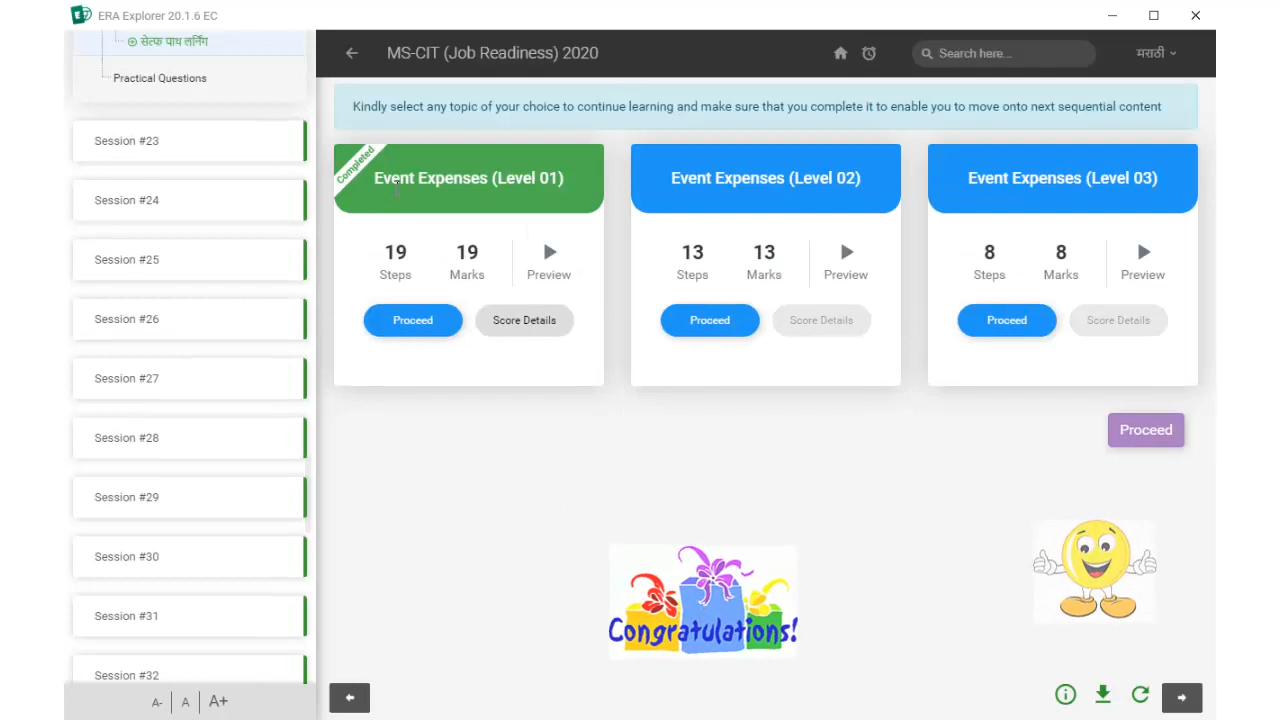 ERA Explorer 20.1.6 EC
सेल्फ पाथ लर्निंग
Practical Questions
Session #23
Session #24
Session #25
Session #26
Session #27
Session #28
Session #29
Session #30
Session #31
Session #32
A- A A+
MS-CIT (Job Readiness) 2020
Search here...
मराठी
Kindly select any topic of your choice to continue learning and make sure that you complete it to enable you to move onto next sequential content
Completed
Event Expenses (Level 01)
19 19
Steps Marks Preview
Proceed Score Details
Event Expenses (Level 02)
13 13
Steps Marks Preview
Proceed Score Details
Event Expenses (Level 03)
8 8
Steps Marks Preview
Proceed Score Details
Proceed
Congratulations!